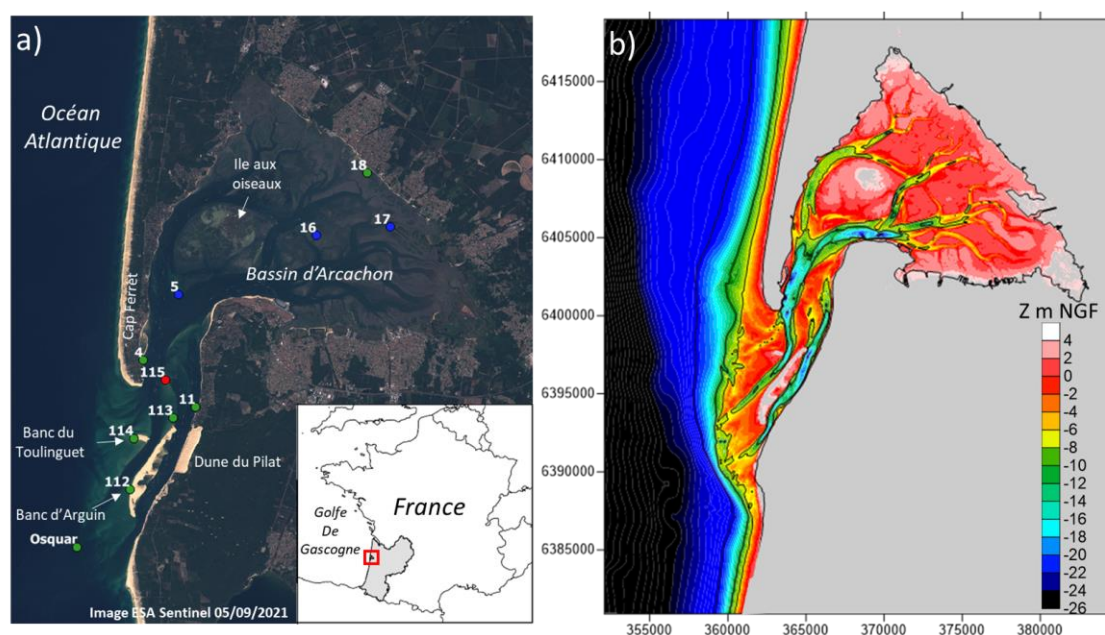 a)
Océan
Atlantique
Ile aux
oiseaux
18
16
17
Bassin d'Arcachon
5
Cap Ferret
4
115
11
113
114
Banc du
Toulinguet
Dune du Pilat
112
Banc d'Arguin
Osquar
France
Golfe
De
Gascogne
Image ESA Sentinel 05/09/2021
b)
6415000
6410000
6405000
6400000
6395000
6390000
6385000
Z m NGF
4
2
0
-2
-4
-6
-8
-10
-12
-14
-16
-18
-20
-22
-24
-26
355000
360000
365000
370000
375000
380000